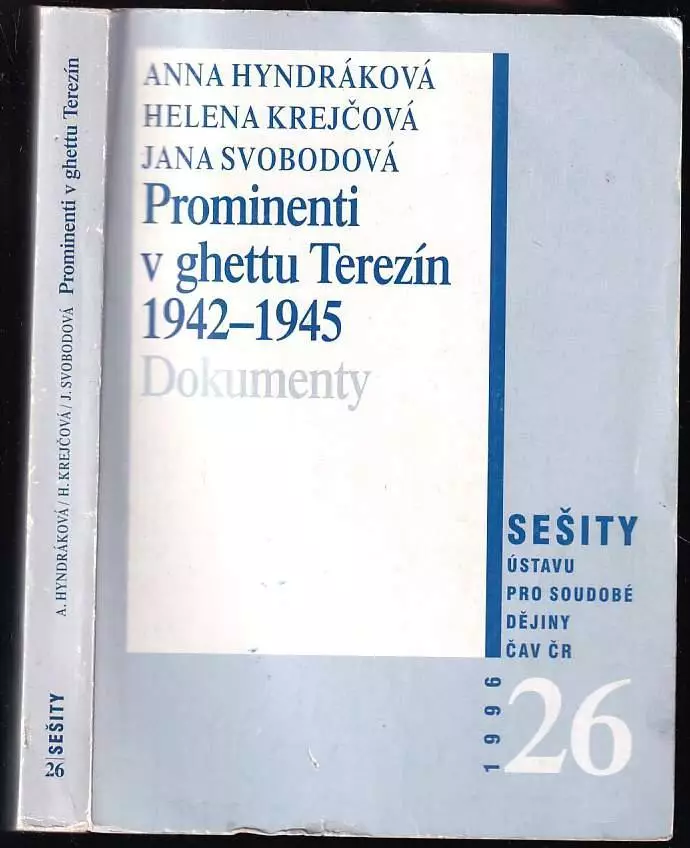 ANNA HYNDRÁKOVÁ
HELENA KREJČOVÁ
JANA SVOBODOVÁ
Prominenti
v ghettu Terezín
1942–1945
Dokumenty
SEŠITY
ÚSTAVU
PRO SOUDOBÉ
DĚJINY
ČAV ČR
1996
26
A. HYNDRÁKOVÁ/H. KREJČOVÁ/J. SVOBODOVÁ Prominenti v ghettu Terezín
26|SEŠITY